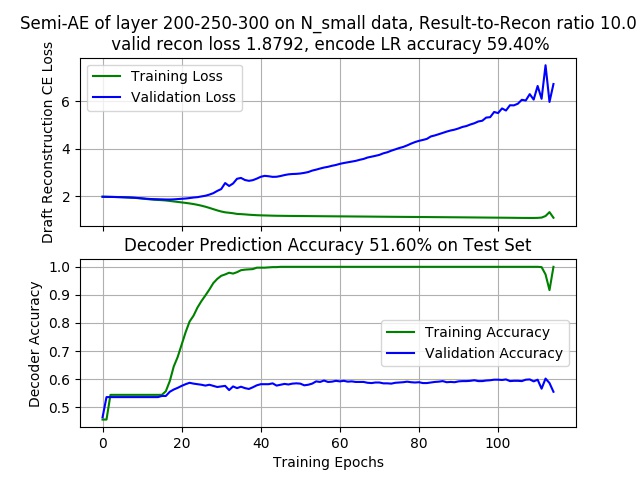 Semi-AE of layer 200-250-300 on N_small data, Result-to-Recon ratio 10.0
valid recon loss 1.8792, encode LR accuracy 59.40%
Draft Reconstruction CE Loss
6
4
2
Training Loss
Validation Loss
Decoder Prediction Accuracy 51.60% on Test Set
Decoder Accuracy
1.0
0.9
0.8
0.7
0.6
0.5
Training Accuracy
Validation Accuracy
0 20 40 60 80 100
Training Epochs